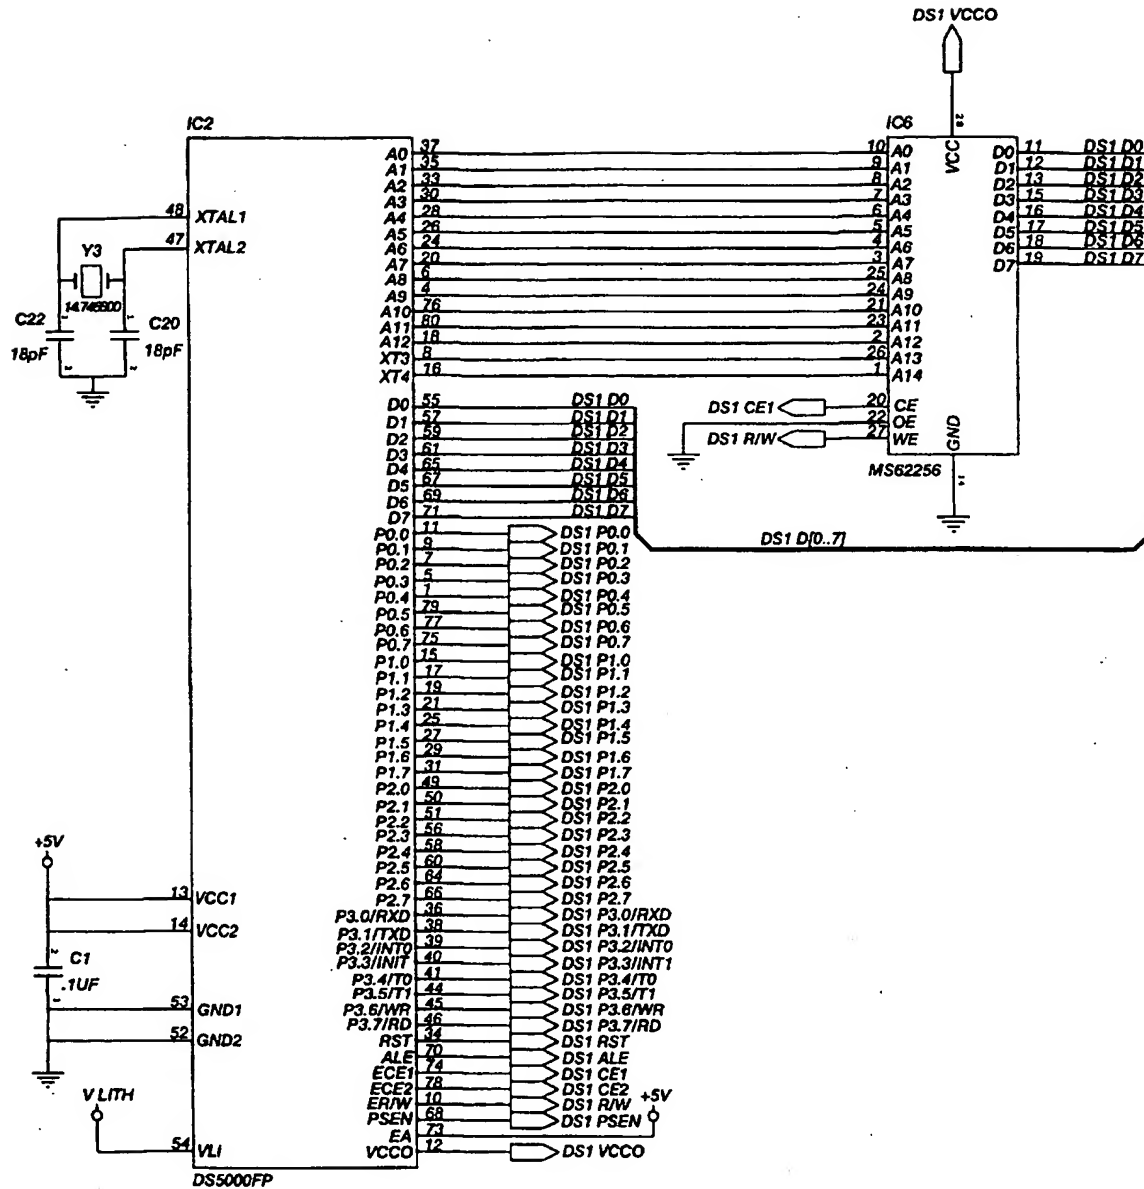 DS1 VCCO
IC2
IC6
A0 37
A1 35
A2 33
A3 30
A4 28
A5 26
A6 24
A7 20
A8 6
A9 4
A10 76
A11 80
A12 18
XT3 8
XT4 16
10 A0
9 A1
8 A2
7 A3
6 A4
5 A5
4 A6
3 A7
25 A8
24 A9
21 A10
23 A11
2 A12
26 A13
1 A14
28
VCC
D0 11 DS1 D0
D1 12 DS1 D1
D2 13 DS1 D2
D3 15 DS1 D3
D4 16 DS1 D4
D5 17 DS1 D5
D6 18 DS1 D6
D7 19 DS1 D7
DS1 CE1 20 CE
22 OE
DS1 R/W 27 WE
GND
14
MS62256
48 XTAL1
47 XTAL2
Y3
C22
18pF
C20
18pF
D0 55 DS1 D0
D1 57 DS1 D1
D2 59 DS1 D2
D3 61 DS1 D3
D4 65 DS1 D4
D5 67 DS1 D5
D6 69 DS1 D6
D7 71 DS1 D7
DS1 D[0..7]
P0.0 11 DS1 P0.0
P0.1 9 DS1 P0.1
P0.2 7 DS1 P0.2
P0.3 5 DS1 P0.3
P0.4 1 DS1 P0.4
P0.5 79 DS1 P0.5
P0.6 77 DS1 P0.6
P0.7 75 DS1 P0.7
P1.0 15 DS1 P1.0
P1.1 17 DS1 P1.1
P1.2 19 DS1 P1.2
P1.3 21 DS1 P1.3
P1.4 25 DS1 P1.4
P1.5 27 DS1 P1.5
P1.6 29 DS1 P1.6
P1.7 31 DS1 P1.7
P2.0 49 DS1 P2.0
P2.1 50 DS1 P2.1
P2.2 51 DS1 P2.2
P2.3 56 DS1 P2.3
P2.4 58 DS1 P2.4
P2.5 60 DS1 P2.5
P2.6 64 DS1 P2.6
P2.7 66 DS1 P2.7
P3.0/RXD 36 DS1 P3.0/RXD
P3.1/TXD 38 DS1 P3.1/TXD
P3.2/INT0 39 DS1 P3.2/INT0
P3.3/INIT 40 DS1 P3.3/INT1
P3.4/T0 41 DS1 P3.4/T0
P3.5/T1 44 DS1 P3.5/T1
P3.6/WR 45 DS1 P3.6/WR
P3.7/RD 46 DS1 P3.7/RD
RST 34 DS1 RST
ALE 70 DS1 ALE
ECE1 74 DS1 CE1
ECE2 78 DS1 CE2
ER/W 10 DS1 R/W
PSEN 68 DS1 PSEN
EA 73 +5V
VCCO 12 DS1 VCCO
+5V
13 VCC1
14 VCC2
C1
.1UF
53 GND1
52 GND2
V LITH
54 VLI
DS5000FP